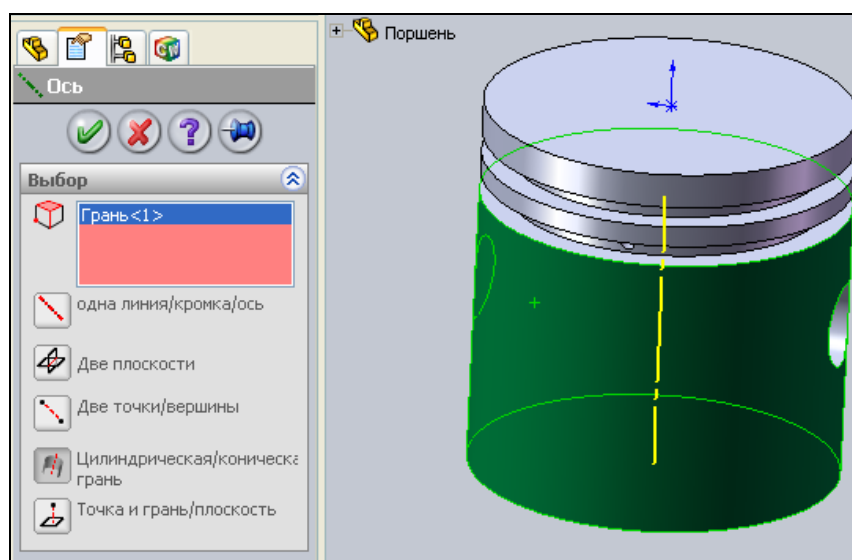 Поршень
Ось
Выбор
Грань<1>
одна линия/кромка/ось
Две плоскости
Две точки/вершины
Цилиндрическая/коническа
грань
Точка и грань/плоскость